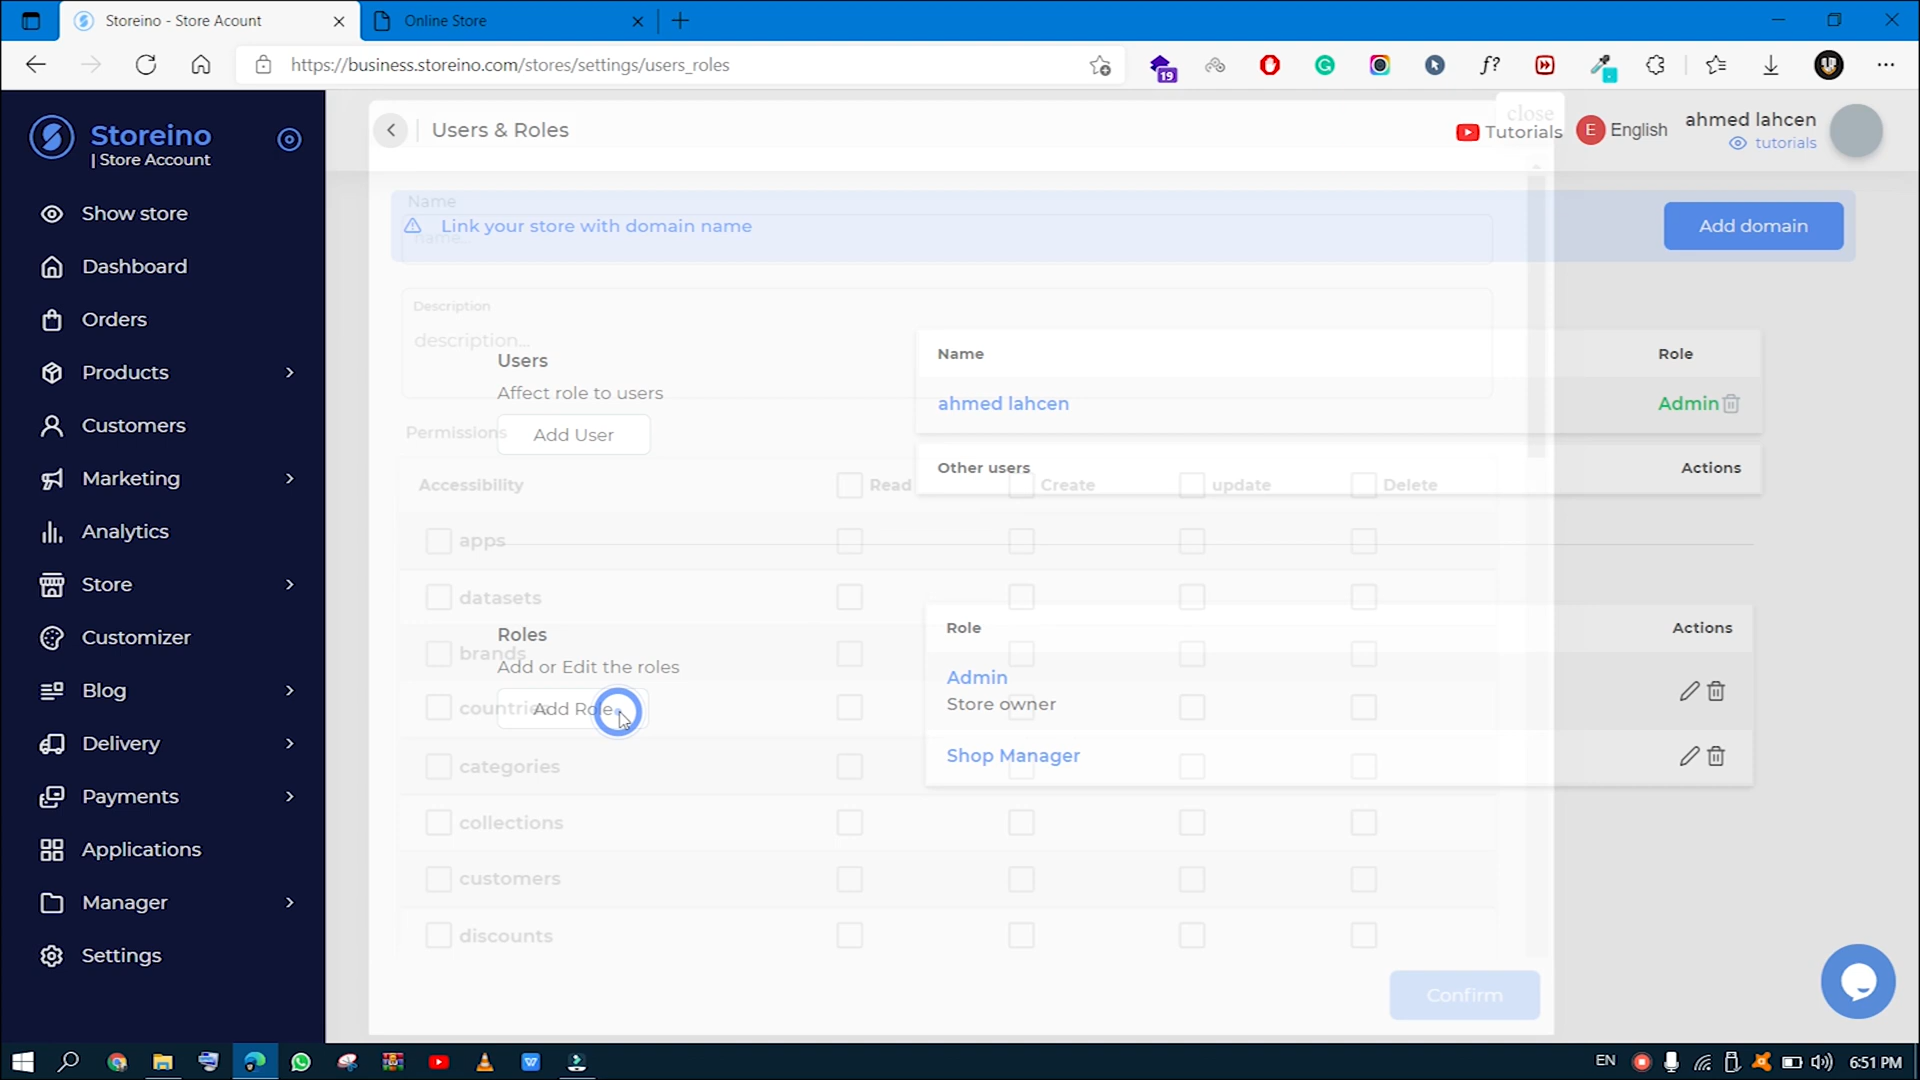 Storeino - Store Acount
Online Store
https://business.storeino.com/stores/settings/users_roles
19
f?
Storeino
| Store Account
Show store
Dashboard
Orders
Products
Customers
Marketing
Analytics
Store
Customizer
Blog
Delivery
Payments
Applications
Manager
Settings
Users & Roles
close
Tutorials
E English
ahmed lahcen
tutorials
Name
name...
Link your store with domain name
Add domain
Description
description...
Users
Affect role to users
Add User
Name Role
ahmed lahcen Admin
Other users Actions
Permissions
Accessibility Read Create update Delete
apps
datasets
brands
countries
categories
collections
customers
discounts
Roles
Add or Edit the roles
Add Role
Role Actions
Admin
Store owner
Shop Manager
Confirm
EN
6:51 PM